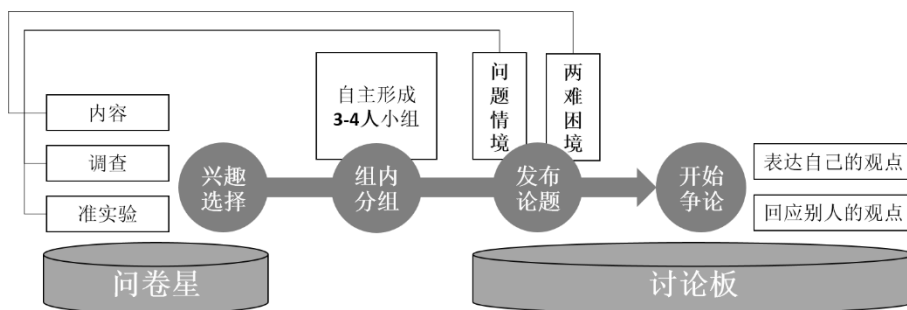 内容
调查
准实验
兴趣
选择
自主形成
3-4人小组
组内
分组
问题情境
两难困境
发布
论题
开始
争论
表达自己的观点
回应别人的观点
问卷星
讨论板